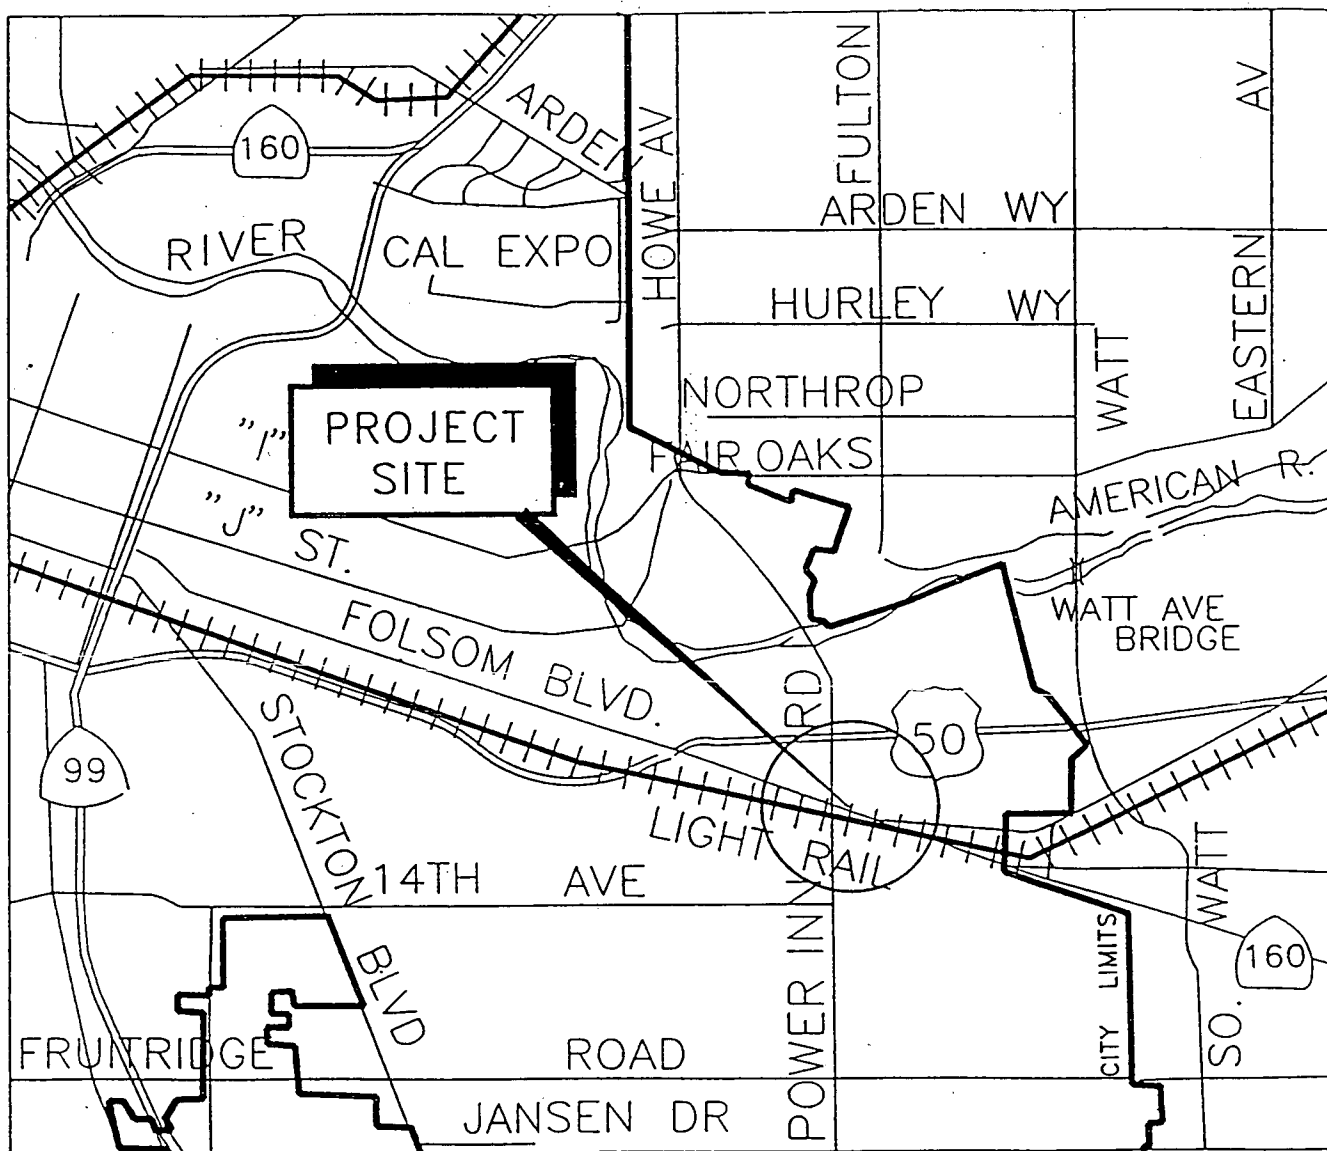 ARDEN
HOWE AV
FULTON
AV
160
ARDEN WY
RIVER
CAL EXPO
HURLEY WY
EASTERN
WATT
NORTHROP
"I"
PROJECT
SITE
FAIR OAKS
AMERICAN R.
"J" ST.
WATT AVE
BRIDGE
FOLSOM BLVD.
RD
50
99
STOCKTON
LIGHT RAIL
14TH AVE
WATT
POWER INN
CITY LIMITS
160
BLVD
SO.
FRUITRIDGE ROAD
JANSEN DR